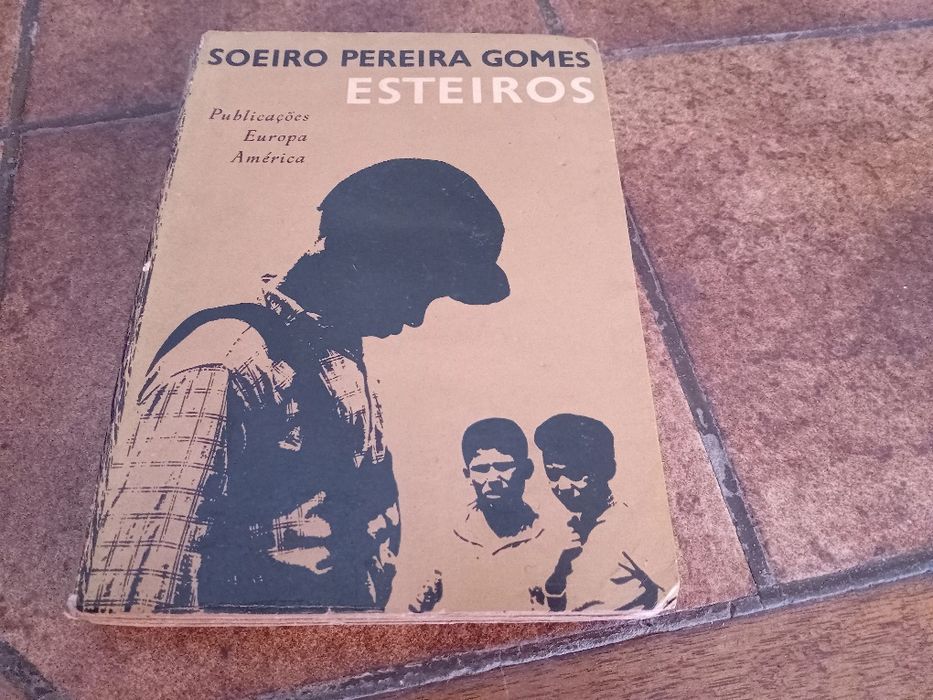 SOEIRO PEREIRA GOMES
ESTEIROS
Publicações
Europa
América